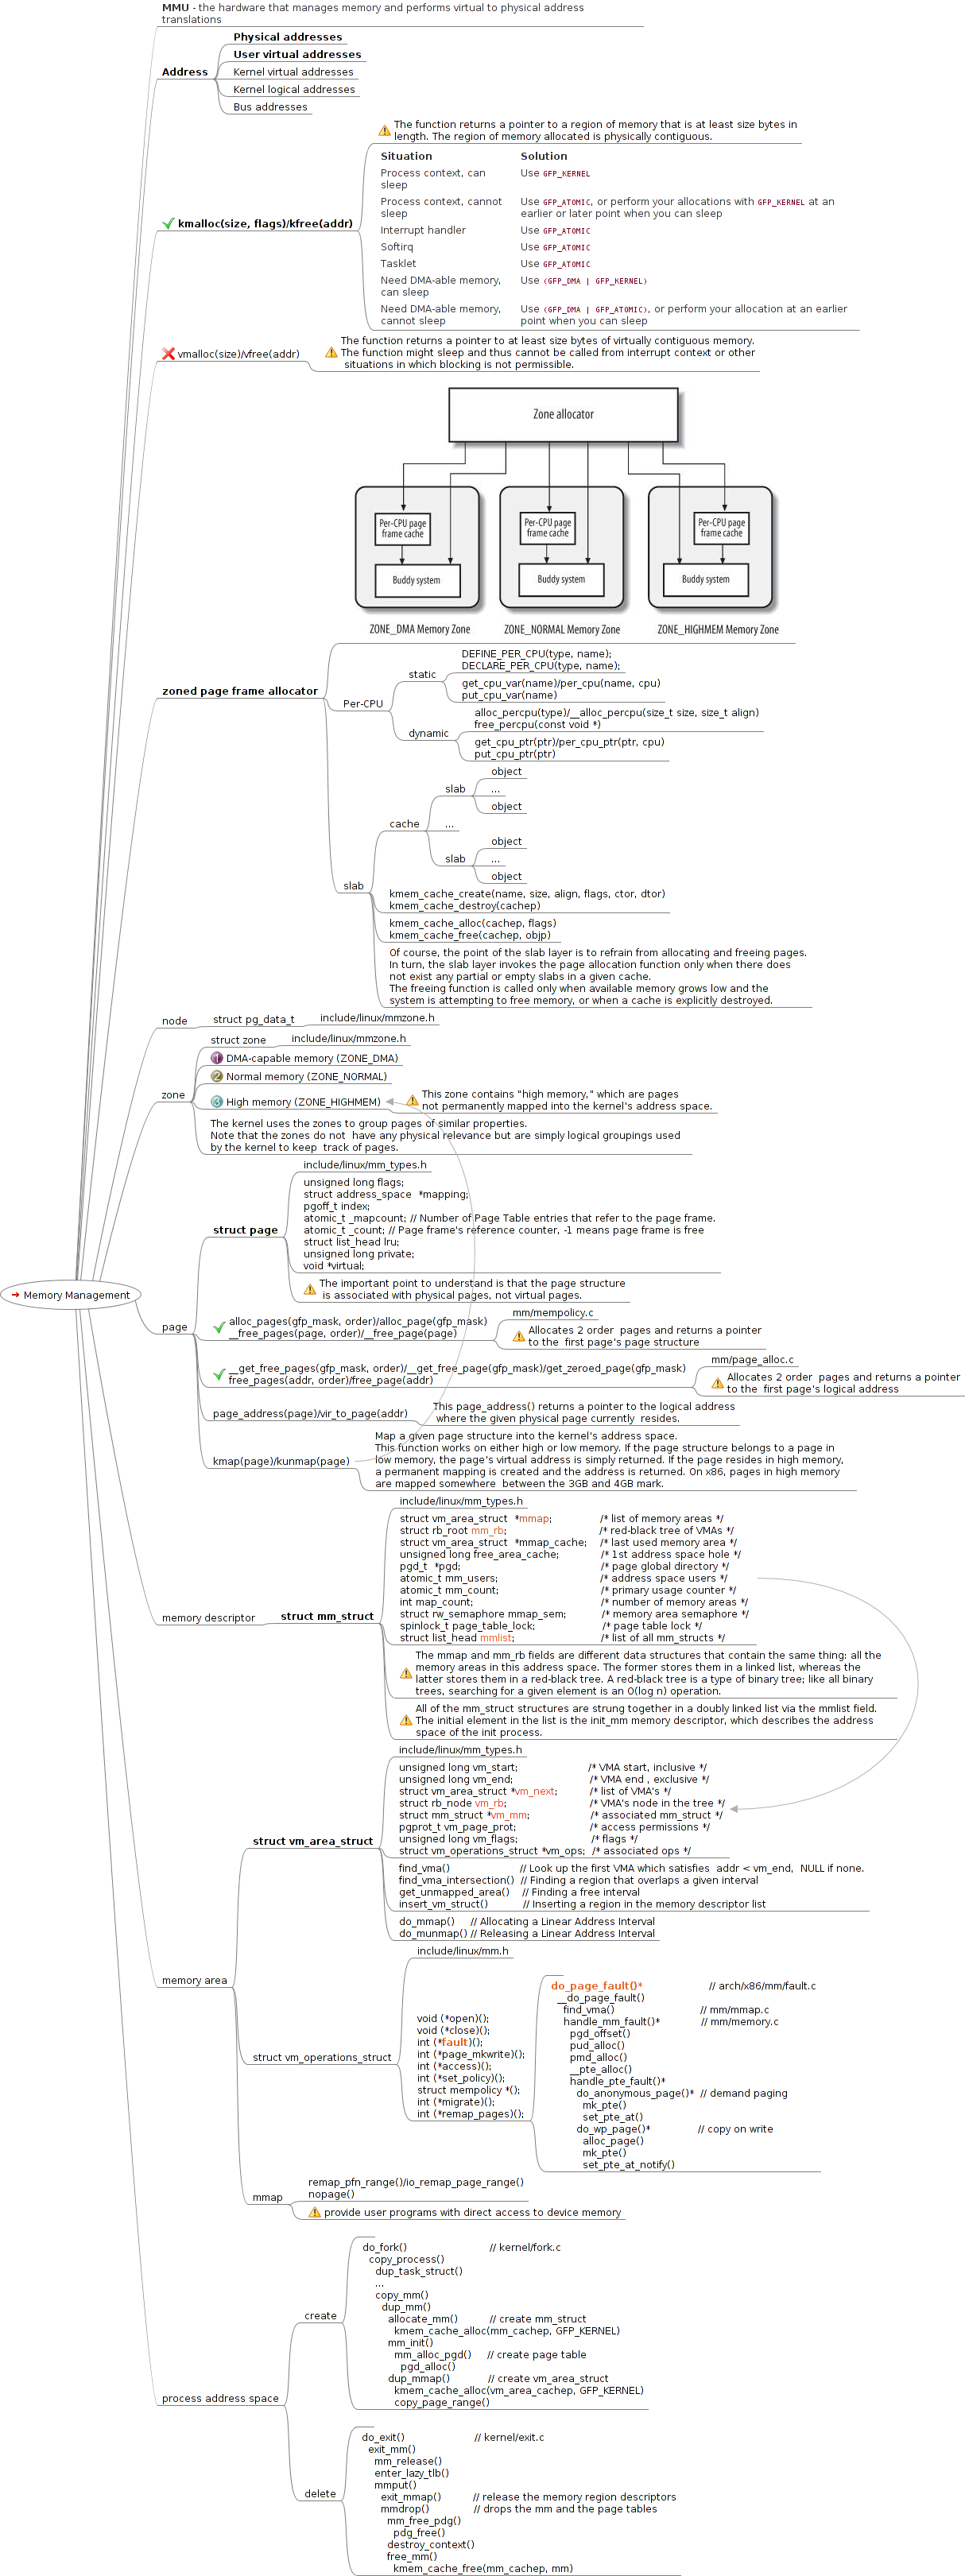 MMU - the hardware that manages memory and performs virtual to physical address
translations
Address
Physical addresses
User virtual addresses
Kernel virtual addresses
Kernel logical addresses
Bus addresses
kmalloc(size, flags)/kfree(addr)
The function returns a pointer to a region of memory that is at least size bytes in
length. The region of memory allocated is physically contiguous.
Situation Solution
Process context, can Use GFP_KERNEL
sleep
Process context, cannot Use GFP_ATOMIC, or perform your allocations with GFP_KERNEL at an
sleep earlier or later point when you can sleep
Interrupt handler Use GFP_ATOMIC
Softirq Use GFP_ATOMIC
Tasklet Use GFP_ATOMIC
Need DMA-able memory, Use (GFP_DMA | GFP_KERNEL)
can sleep
Need DMA-able memory, Use (GFP_DMA | GFP_ATOMIC), or perform your allocation at an earlier
cannot sleep point when you can sleep
vmalloc(size)/vfree(addr)
The function returns a pointer to at least size bytes of virtually contiguous memory.
The function might sleep and thus cannot be called from interrupt context or other
situations in which blocking is not permissible.
Zone allocator
Per-CPU page
frame cache
Buddy system
ZONE_DMA Memory Zone
Per-CPU page
frame cache
Buddy system
ZONE_NORMAL Memory Zone
Per-CPU page
frame cache
Buddy system
ZONE_HIGHMEM Memory Zone
zoned page frame allocator
Per-CPU
static
DEFINE_PER_CPU(type, name);
DECLARE_PER_CPU(type, name);
get_cpu_var(name)/per_cpu(name, cpu)
put_cpu_var(name)
dynamic
alloc_percpu(type)/__alloc_percpu(size_t size, size_t align)
free_percpu(const void *)
get_cpu_ptr(ptr)/per_cpu_ptr(ptr, cpu)
put_cpu_ptr(ptr)
slab
cache
slab
object
...
object
...
slab
object
...
object
kmem_cache_create(name, size, align, flags, ctor, dtor)
kmem_cache_destroy(cachep)
kmem_cache_alloc(cachep, flags)
kmem_cache_free(cachep, objp)
Of course, the point of the slab layer is to refrain from allocating and freeing pages.
In turn, the slab layer invokes the page allocation function only when there does
not exist any partial or empty slabs in a given cache.
The freeing function is called only when available memory grows low and the
system is attempting to free memory, or when a cache is explicitly destroyed.
node
struct pg_data_t
include/linux/mmzone.h
zone
struct zone
include/linux/mmzone.h
1 DMA-capable memory (ZONE_DMA)
2 Normal memory (ZONE_NORMAL)
3 High memory (ZONE_HIGHMEM)
This zone contains "high memory," which are pages
not permanently mapped into the kernel's address space.
The kernel uses the zones to group pages of similar properties.
Note that the zones do not have any physical relevance but are simply logical groupings used
by the kernel to keep track of pages.
Memory Management
page
struct page
include/linux/mm_types.h
unsigned long flags;
struct address_space *mapping;
pgoff_t index;
atomic_t _mapcount; // Number of Page Table entries that refer to the page frame.
atomic_t _count; // Page frame's reference counter, -1 means page frame is free
struct list_head lru;
unsigned long private;
void *virtual;
The important point to understand is that the page structure
is associated with physical pages, not virtual pages.
alloc_pages(gfp_mask, order)/alloc_page(gfp_mask)
__free_pages(page, order)/__free_page(page)
mm/mempolicy.c
Allocates 2 order pages and returns a pointer
to the first page's page structure
__get_free_pages(gfp_mask, order)/__get_free_page(gfp_mask)/get_zeroed_page(gfp_mask)
free_pages(addr, order)/free_page(addr)
mm/page_alloc.c
Allocates 2 order pages and returns a pointer
to the first page's logical address
page_address(page)/vir_to_page(addr)
This page_address() returns a pointer to the logical address
where the given physical page currently resides.
kmap(page)/kunmap(page)
Map a given page structure into the kernel's address space.
This function works on either high or low memory. If the page structure belongs to a page in
low memory, the page's virtual address is simply returned. If the page resides in high memory,
a permanent mapping is created and the address is returned. On x86, pages in high memory
are mapped somewhere between the 3GB and 4GB mark.
memory descriptor
struct mm_struct
include/linux/mm_types.h
struct vm_area_struct *mmap; /* list of memory areas */
struct rb_root mm_rb; /* red-black tree of VMAs */
struct vm_area_struct *mmap_cache; /* last used memory area */
unsigned long free_area_cache; /* 1st address space hole */
pgd_t *pgd; /* page global directory */
atomic_t mm_users; /* address space users */
atomic_t mm_count; /* primary usage counter */
int map_count; /* number of memory areas */
struct rw_semaphore mmap_sem; /* memory area semaphore */
spinlock_t page_table_lock; /* page table lock */
struct list_head mmlist; /* list of all mm_structs */
The mmap and mm_rb fields are different data structures that contain the same thing: all the
memory areas in this address space. The former stores them in a linked list, whereas the
latter stores them in a red-black tree. A red-black tree is a type of binary tree; like all binary
trees, searching for a given element is an O(log n) operation.
All of the mm_struct structures are strung together in a doubly linked list via the mmlist field.
The initial element in the list is the init_mm memory descriptor, which describes the address
space of the init process.
memory area
struct vm_area_struct
include/linux/mm_types.h
unsigned long vm_start; /* VMA start, inclusive */
unsigned long vm_end; /* VMA end , exclusive */
struct vm_area_struct *vm_next; /* list of VMA's */
struct rb_node vm_rb; /* VMA's node in the tree */
struct mm_struct *vm_mm; /* associated mm_struct */
pgprot_t vm_page_prot; /* access permissions */
unsigned long vm_flags; /* flags */
struct vm_operations_struct *vm_ops; /* associated ops */
find_vma() // Look up the first VMA which satisfies addr < vm_end, NULL if none.
find_vma_intersection() // Finding a region that overlaps a given interval
get_unmapped_area() // Finding a free interval
insert_vm_struct() // Inserting a region in the memory descriptor list
do_mmap() // Allocating a Linear Address Interval
do_munmap() // Releasing a Linear Address Interval
struct vm_operations_struct
include/linux/mm.h
void (*open)();
void (*close)();
int (*fault)();
int (*page_mkwrite)();
int (*access)();
int (*set_policy)();
struct mempolicy *();
int (*migrate)();
int (*remap_pages)();
do_page_fault()* // arch/x86/mm/fault.c
__do_page_fault()
find_vma() // mm/mmap.c
handle_mm_fault()* // mm/memory.c
pgd_offset()
pud_alloc()
pmd_alloc()
__pte_alloc()
handle_pte_fault()*
do_anonymous_page()* // demand paging
mk_pte()
set_pte_at()
do_wp_page()* // copy on write
alloc_page()
mk_pte()
set_pte_at_notify()
mmap
remap_pfn_range()/io_remap_page_range()
nopage()
provide user programs with direct access to device memory
process address space
create
do_fork() // kernel/fork.c
copy_process()
dup_task_struct()
...
copy_mm()
dup_mm()
allocate_mm() // create mm_struct
kmem_cache_alloc(mm_cachep, GFP_KERNEL)
mm_init()
mm_alloc_pgd() // create page table
pgd_alloc()
dup_mmap() // create vm_area_struct
kmem_cache_alloc(vm_area_cachep, GFP_KERNEL)
copy_page_range()
delete
do_exit() // kernel/exit.c
exit_mm()
mm_release()
enter_lazy_tlb()
mmput()
exit_mmap() // release the memory region descriptors
mmdrop() // drops the mm and the page tables
mm_free_pdg()
pdg_free()
destroy_context()
free_mm()
kmem_cache_free(mm_cachep, mm)